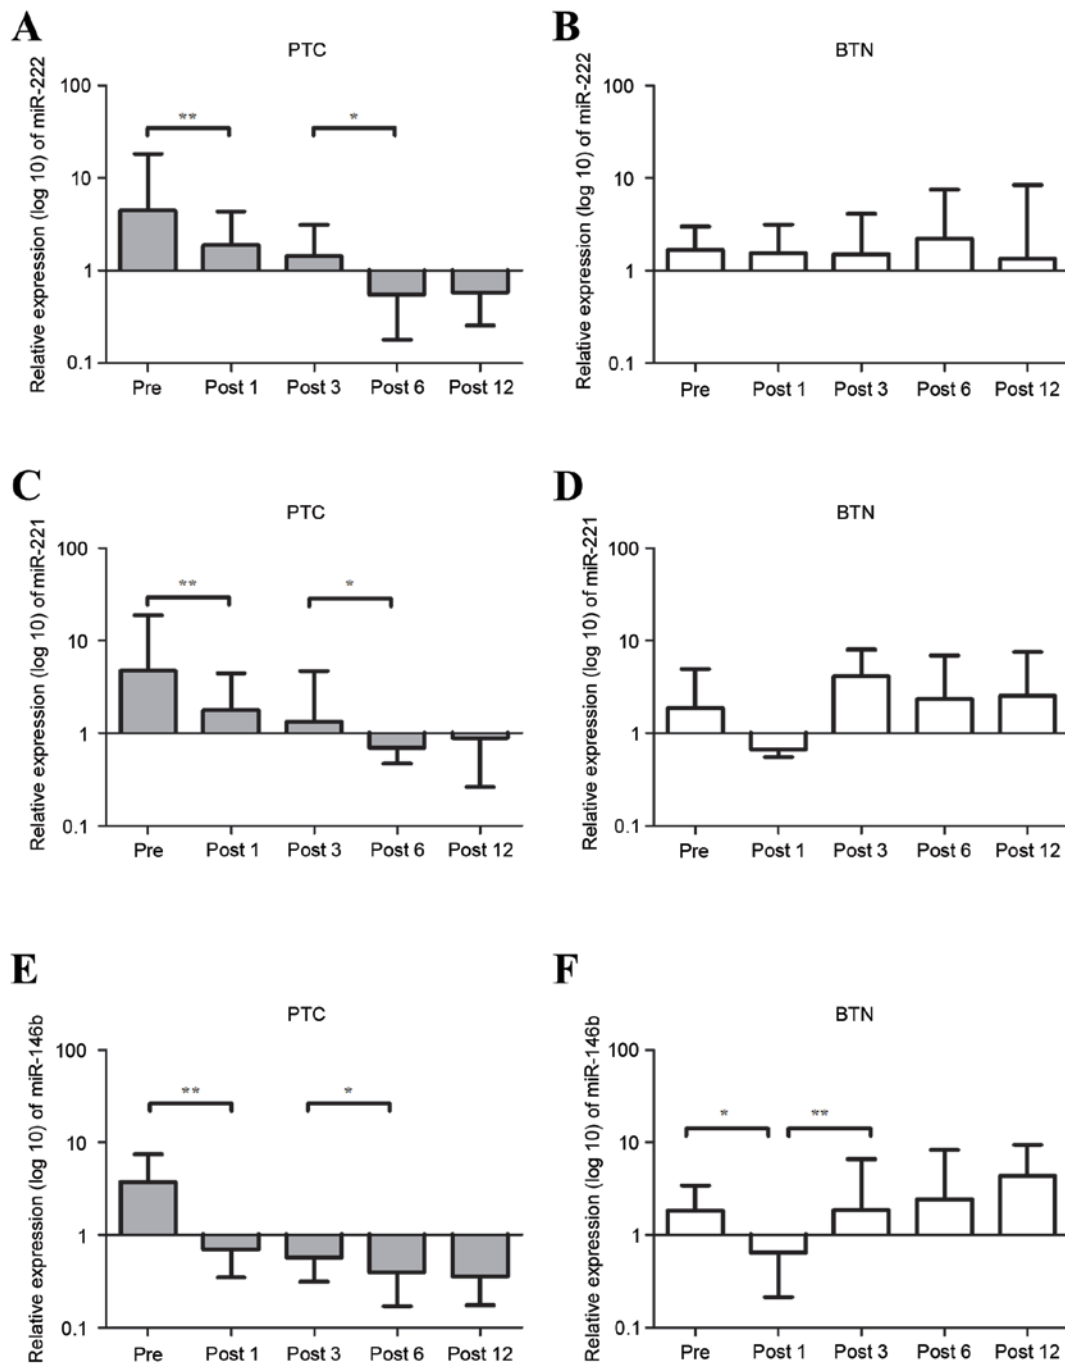 A
PTC
Relative expression (log 10) of miR-222
100
**
*
10
1
0.1
Pre Post 1 Post 3 Post 6 Post 12
B
BTN
Relative expression (log 10) of miR-222
100
10
1
0.1
Pre Post 1 Post 3 Post 6 Post 12
C
PTC
Relative expression (log 10) of miR-221
100
**
*
10
1
0.1
Pre Post 1 Post 3 Post 6 Post 12
D
BTN
Relative expression (log 10) of miR-221
100
10
1
0.1
Pre Post 1 Post 3 Post 6 Post 12
E
PTC
Relative expression (log 10) of miR-146b
100
**
*
10
1
0.1
Pre Post 1 Post 3 Post 6 Post 12
F
BTN
Relative expression (log 10) of miR-146b
100
*
**
10
1
0.1
Pre Post 1 Post 3 Post 6 Post 12